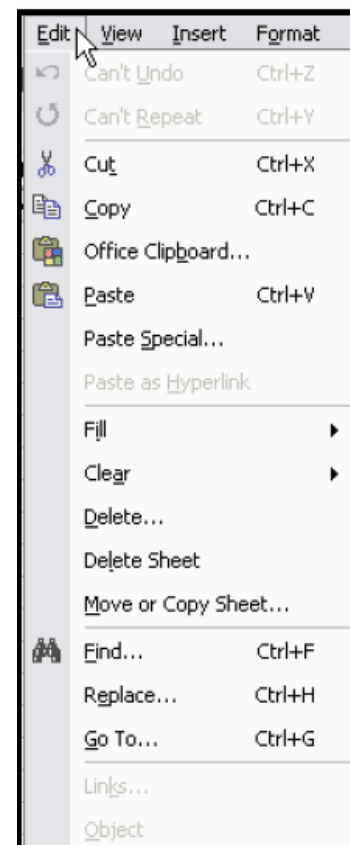 Edit View Insert Format
Can't Undo Ctrl+Z
Can't Repeat Ctrl+Y
Cut Ctrl+X
Copy Ctrl+C
Office Clipboard...
Paste Ctrl+V
Paste Special...
Paste as Hyperlink
Fill
Clear
Delete...
Delete Sheet
Move or Copy Sheet...
Find... Ctrl+F
Replace... Ctrl+H
Go To... Ctrl+G
Links...
Object